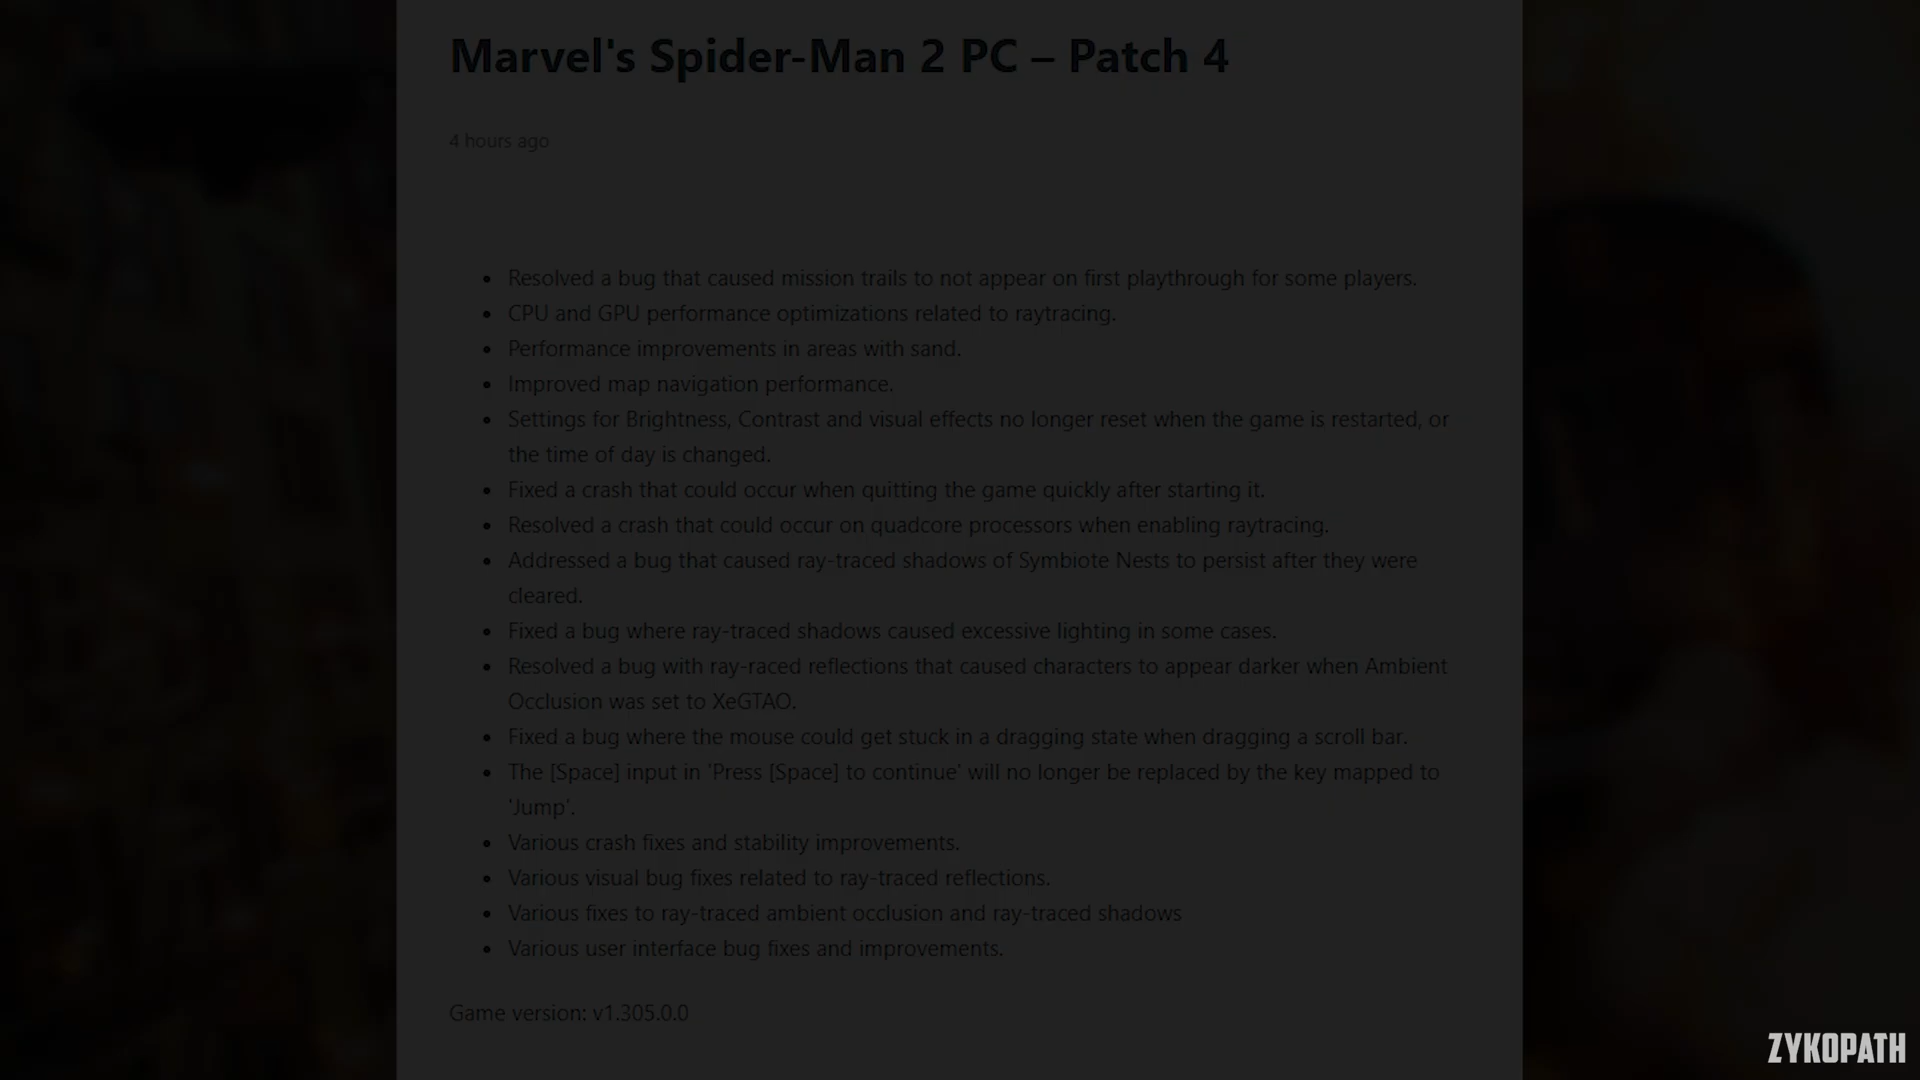 Marvel's Spider-Man 2 PC – Patch 4
4 hours ago
• Resolved a bug that caused mission trails to not appear on first playthrough for some players.
• CPU and GPU performance optimizations related to raytracing.
• Performance improvements in areas with sand.
• Improved map navigation performance.
• Settings for Brightness, Contrast and visual effects no longer reset when the game is restarted, or
the time of day is changed.
• Fixed a crash that could occur when quitting the game quickly after starting it.
• Resolved a crash that could occur on quadcore processors when enabling raytracing.
• Addressed a bug that caused ray-traced shadows of Symbiote Nests to persist after they were
cleared.
• Fixed a bug where ray-traced shadows caused excessive lighting in some cases.
• Resolved a bug with ray-raced reflections that caused characters to appear darker when Ambient
Occlusion was set to XeGTAO.
• Fixed a bug where the mouse could get stuck in a dragging state when dragging a scroll bar.
• The [Space] input in 'Press [Space] to continue' will no longer be replaced by the key mapped to
'Jump'.
• Various crash fixes and stability improvements.
• Various visual bug fixes related to ray-traced reflections.
• Various fixes to ray-traced ambient occlusion and ray-traced shadows
• Various user interface bug fixes and improvements.
Game version: v1.305.0.0
ZYKOPATH